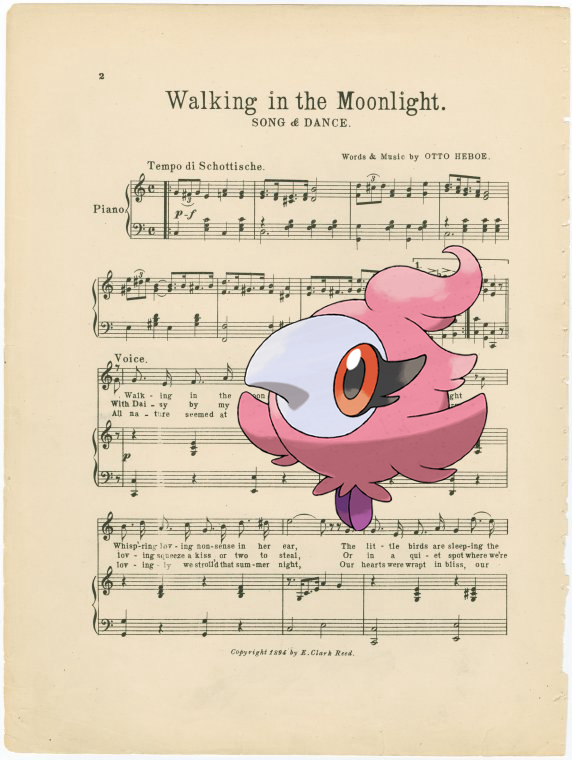 2
Walking in the Moonlight.
SONG & DANCE.
Words & Music by OTTO HEBOE.
Tempo di Schottische.
Piano.
p-f
1.
Voice.
Walk - ing in the oon ght
With Dai - sy by my
All na - ture seemed at
p
Whisp-ring lov - ing non-sense in her ear, The lit - tle birds are sleep-ing the
lov - ing squeeze a kiss or two to steal, Or in a qui - et spot where we're
lov - ing - ly we stroll'd that sum-mer night, Our hearts were wrapt in bliss, our
Copyright 1894 by E. Clark Reed.